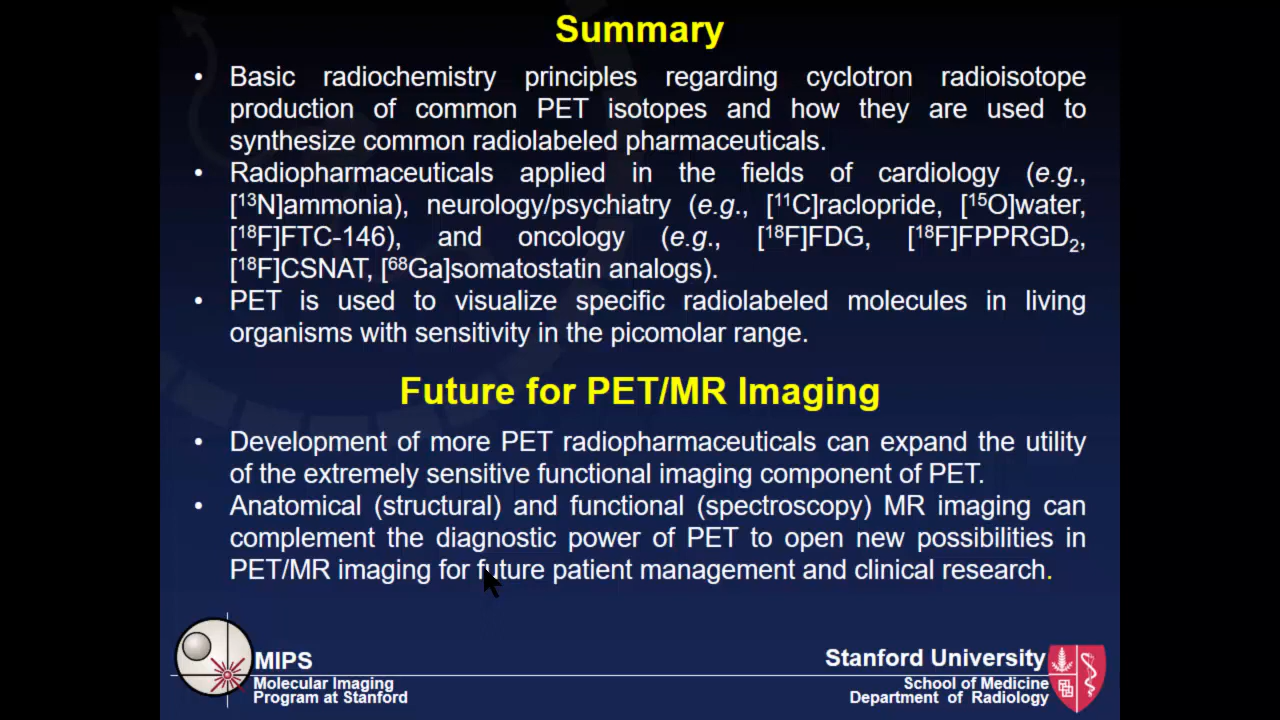 Summary
• Basic radiochemistry principles regarding cyclotron radioisotope
production of common PET isotopes and how they are used to
synthesize common radiolabeled pharmaceuticals.
• Radiopharmaceuticals applied in the fields of cardiology (e.g.,
[¹³N]ammonia), neurology/psychiatry (e.g., [¹¹C]raclopride, [¹⁵O]water,
[¹⁸F]FTC-146), and oncology (e.g., [¹⁸F]FDG, [¹⁸F]FPPRGD₂,
[¹⁸F]CSNAT, [⁶⁸Ga]somatostatin analogs).
• PET is used to visualize specific radiolabeled molecules in living
organisms with sensitivity in the picomolar range.
Future for PET/MR Imaging
• Development of more PET radiopharmaceuticals can expand the utility
of the extremely sensitive functional imaging component of PET.
• Anatomical (structural) and functional (spectroscopy) MR imaging can
complement the diagnostic power of PET to open new possibilities in
PET/MR imaging for future patient management and clinical research.
MIPS
Molecular Imaging
Program at Stanford
Stanford University
School of Medicine
Department of Radiology